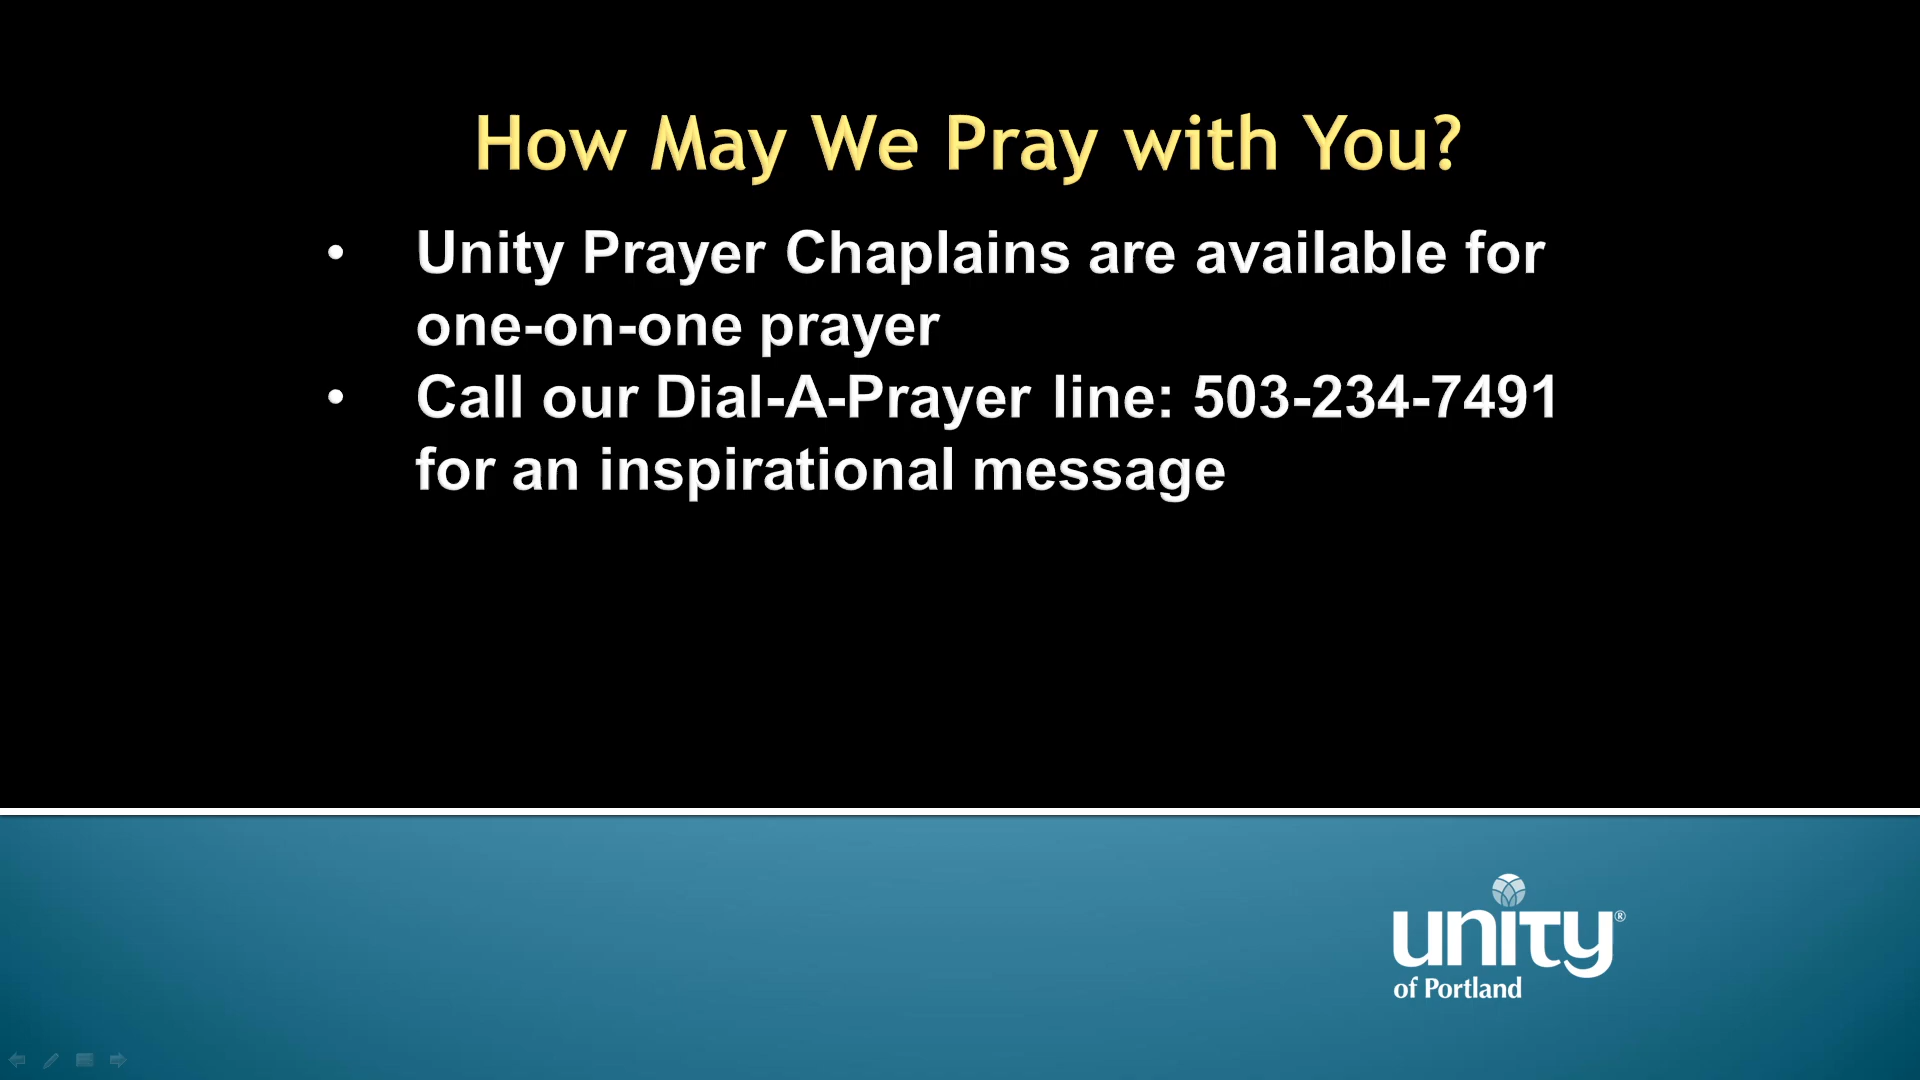 How May We Pray with You?
• Unity Prayer Chaplains are available for
one-on-one prayer
• Call our Dial-A-Prayer line: 503-234-7491
for an inspirational message
unity®
of Portland